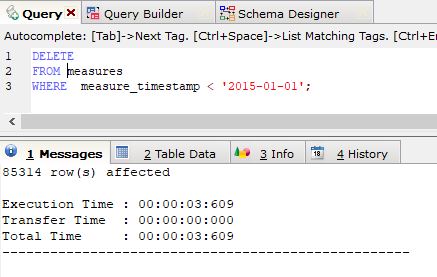 Query Query Builder Schema Designer
Autocomplete: [Tab]->Next Tag. [Ctrl+Space]->List Matching Tags. [Ctrl+E
1 DELETE
2 FROM measures
3 WHERE measure_timestamp < '2015-01-01';
1 Messages 2 Table Data 3 Info 18 4 History
85314 row(s) affected
Execution Time : 00:00:03:609
Transfer Time : 00:00:00:000
Total Time : 00:00:03:609
---------------------------------------------------